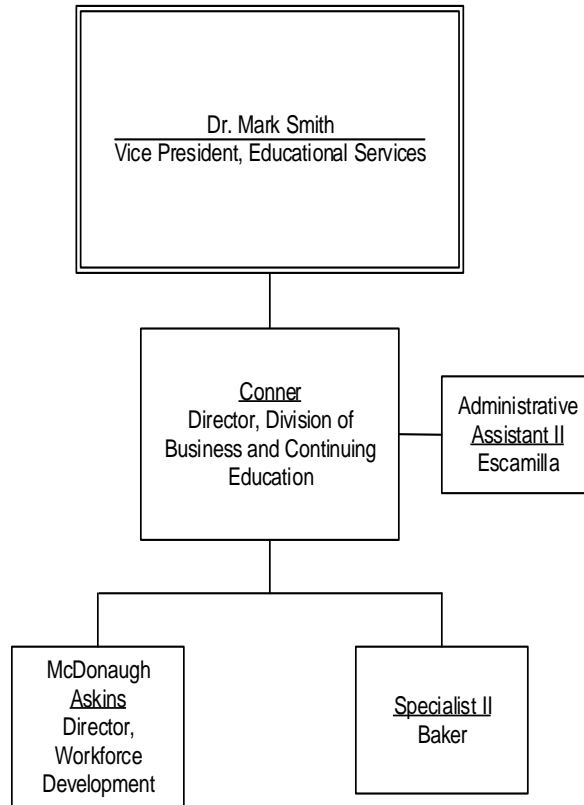 Dr. Mark Smith
Vice President, Educational Services
Conner
Director, Division of
Business and Continuing
Education
Administrative
Assistant II
Escamilla
McDonaugh
Askins
Director,
Workforce
Development
Specialist II
Baker